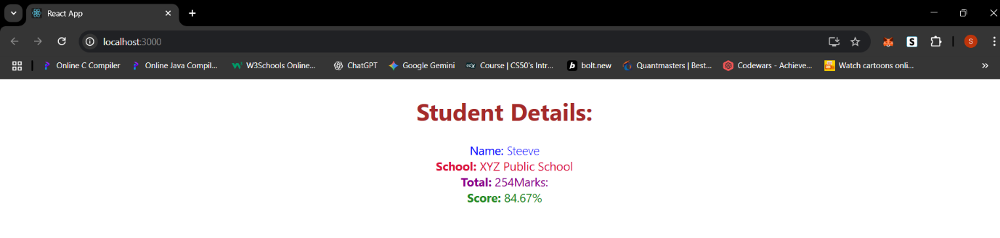 React App
localhost:3000
S
S
Online C Compiler
Online Java Compil...
W3Schools Online...
ChatGPT
Google Gemini
edX
Course | CS50's Intr...
b
bolt.new
Quantmasters | Best...
Codewars - Achieve...
Watch cartoons onli...
Student Details:
Name: Steeve
School: XYZ Public School
Total: 254Marks:
Score: 84.67%